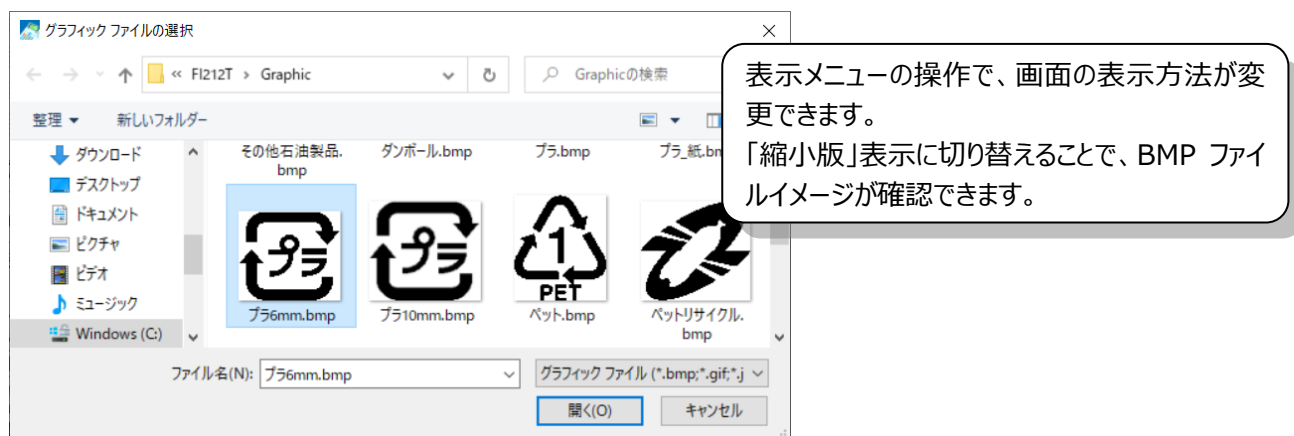 グラフィック ファイルの選択
« FI212T › Graphic
Graphicの検索
表示メニューの操作で、画面の表示方法が変
更できます。
「縮小版」表示に切り替えることで、BMP ファイ
ルイメージが確認できます。
整理
新しいフォルダー
ダウンロード
デスクトップ
ドキュメント
ピクチャ
ビデオ
ミュージック
Windows (C:)
その他石油製品.
bmp
ダンボール.bmp
プラ.bmp
プラ_紙.bm
プラ
プラ
1
PET
プラ6mm.bmp
プラ10mm.bmp
ペット.bmp
ペットリサイクル.
bmp
ファイル名(N):
プラ6mm.bmp
グラフィック ファイル (*.bmp;*.gif;*.j
開く(O)
キャンセル